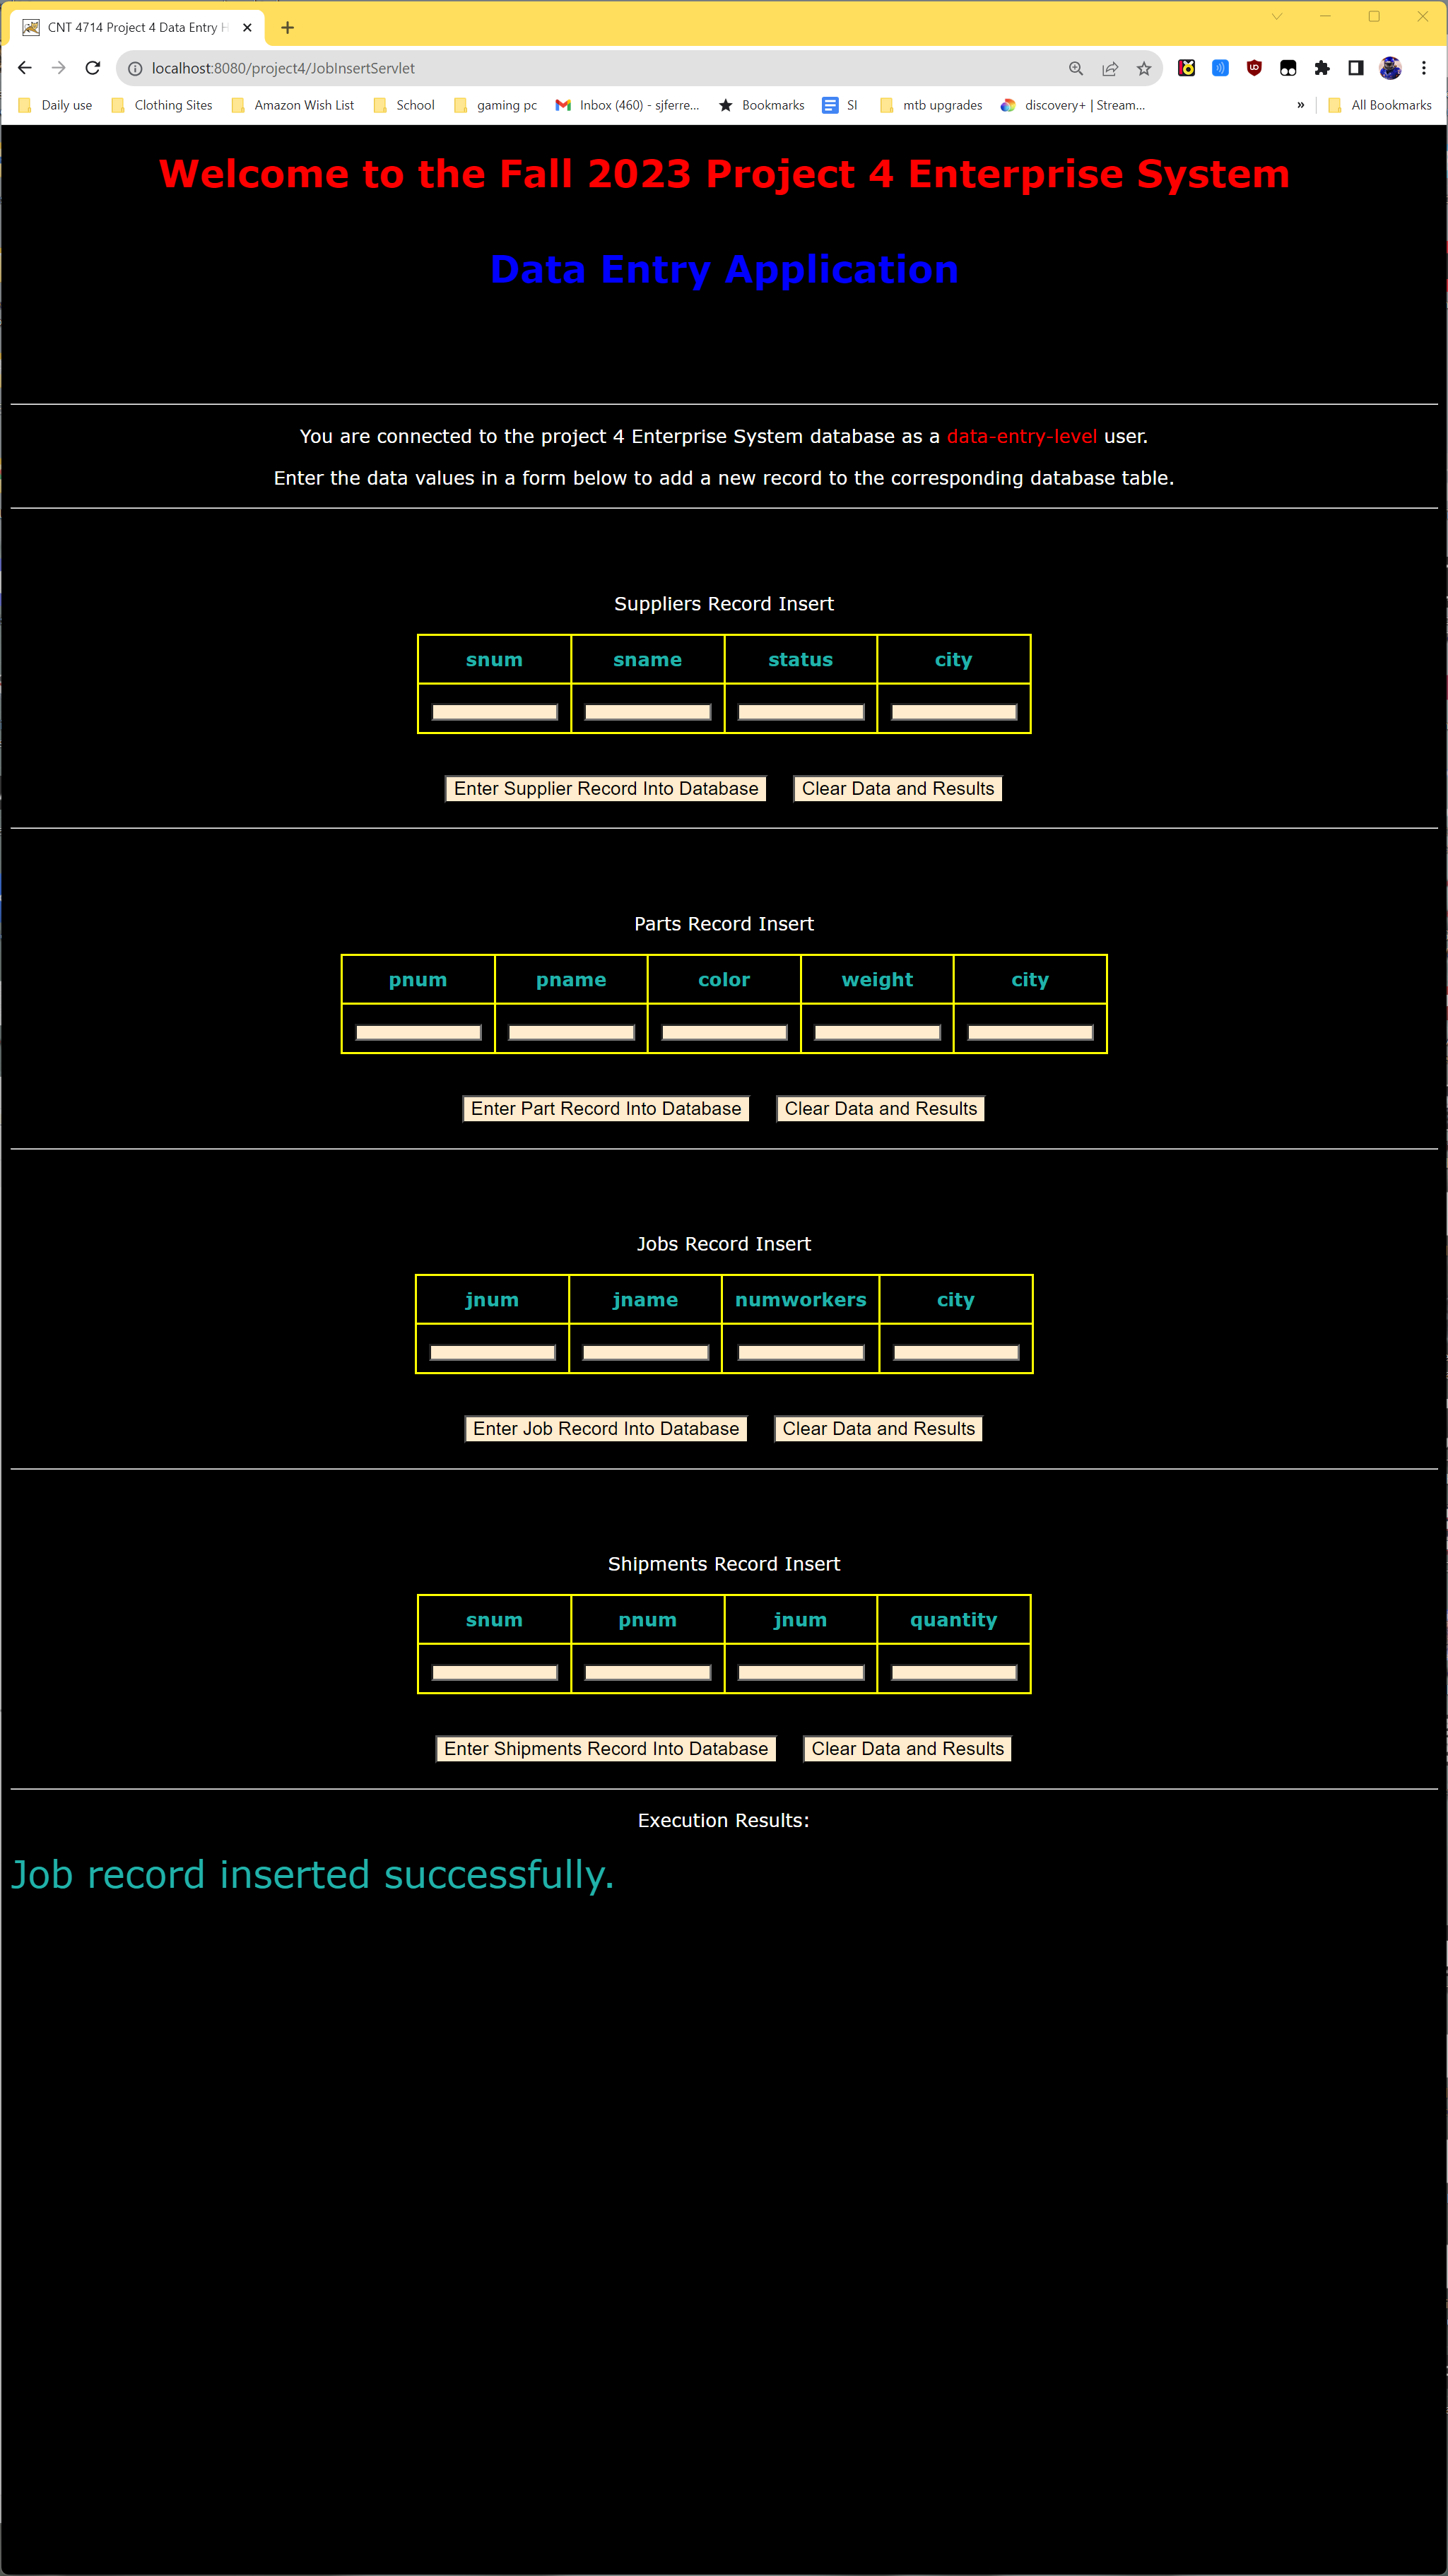 CNT 4714 Project 4 Data Entry H
localhost:8080/project4/JobInsertServlet
Daily use Clothing Sites Amazon Wish List School gaming pc Inbox (460) - sjferre... Bookmarks SI mtb upgrades discovery+ | Stream... » All Bookmarks
Welcome to the Fall 2023 Project 4 Enterprise System
Data Entry Application
You are connected to the project 4 Enterprise System database as a data-entry-level user.
Enter the data values in a form below to add a new record to the corresponding database table.
Suppliers Record Insert
snum sname status city
Enter Supplier Record Into Database Clear Data and Results
Parts Record Insert
pnum pname color weight city
Enter Part Record Into Database Clear Data and Results
Jobs Record Insert
jnum jname numworkers city
Enter Job Record Into Database Clear Data and Results
Shipments Record Insert
snum pnum jnum quantity
Enter Shipments Record Into Database Clear Data and Results
Execution Results:
Job record inserted successfully.